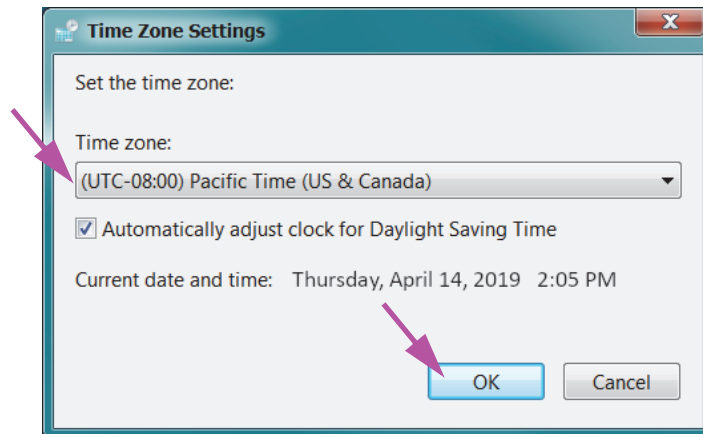 Time Zone Settings
Set the time zone:
Time zone:
(UTC-08:00) Pacific Time (US & Canada)
Automatically adjust clock for Daylight Saving Time
Current date and time: Thursday, April 14, 2019 2:05 PM
OK Cancel